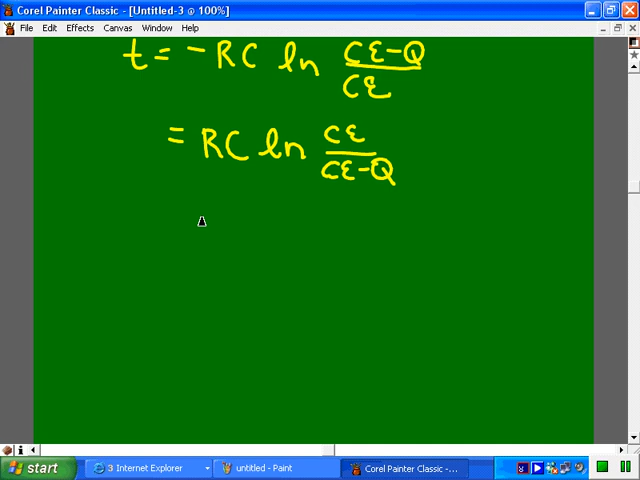 Corel Painter Classic - [Untitled-3 @ 100%]
File Edit Effects Canvas Window Help
t = - RC ln (Cℰ-Q)/(Cℰ)
= RC ln (Cℰ)/(Cℰ-Q)
start 3 Internet Explorer untitled - Paint Corel Painter Classic -...